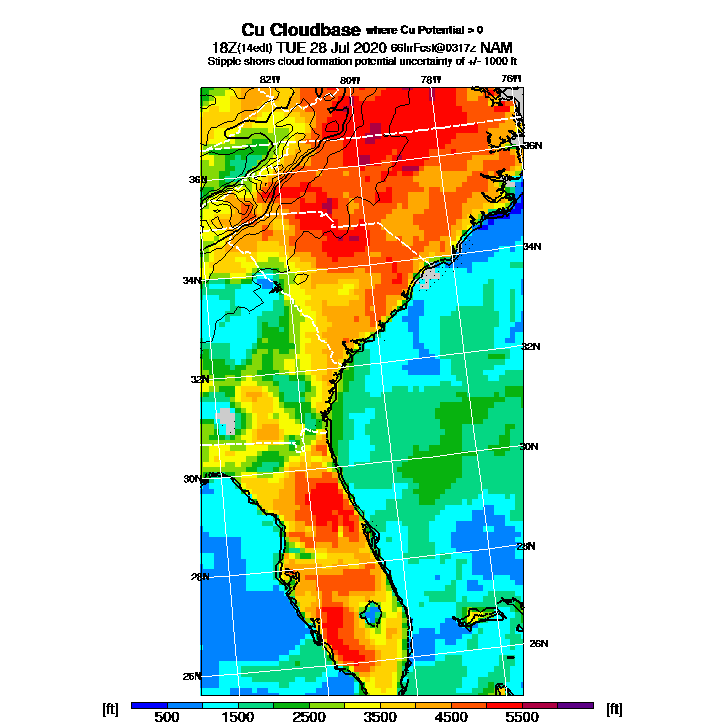 Cu Cloudbase where Cu Potential > 0
18Z(14edt) TUE 28 Jul 2020 66hrFcst@0317z NAM
Stipple shows cloud formation potential uncertainty of +/- 1000 ft
82W 80W 78W 76W
36N 36N
34N 34N
32N 32N
30N 30N
28N 28N
26N 26N
[ft] 500 1500 2500 3500 4500 5500 [ft]